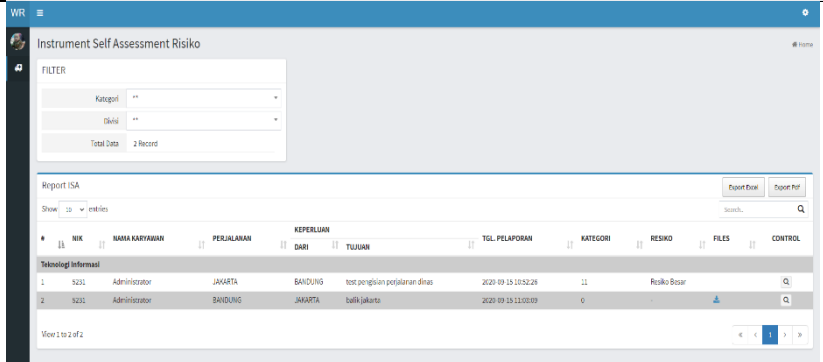 WR
Instrument Self Assessment Risiko
Home
FILTER
Kategori **
Divisi **
Total Data 2 Record
Report ISA Export Excel Export Pdf
Show 10 entries Search..
# NIK NAMA KARYAWAN PERJALANAN KEPERLUAN TGL. PELAPORAN KATEGORI RESIKO FILES CONTROL
DARI TUJUAN
Teknologi Informasi
1 5231 Administrator JAKARTA BANDUNG test pengisian perjalanan dinas 2020-09-15 10:52:26 11 Resiko Besar
2 5231 Administrator BANDUNG JAKARTA balik jakarta 2020-09-15 11:03:09 0 -
View 1 to 2 of 2 « ‹ 1 › »